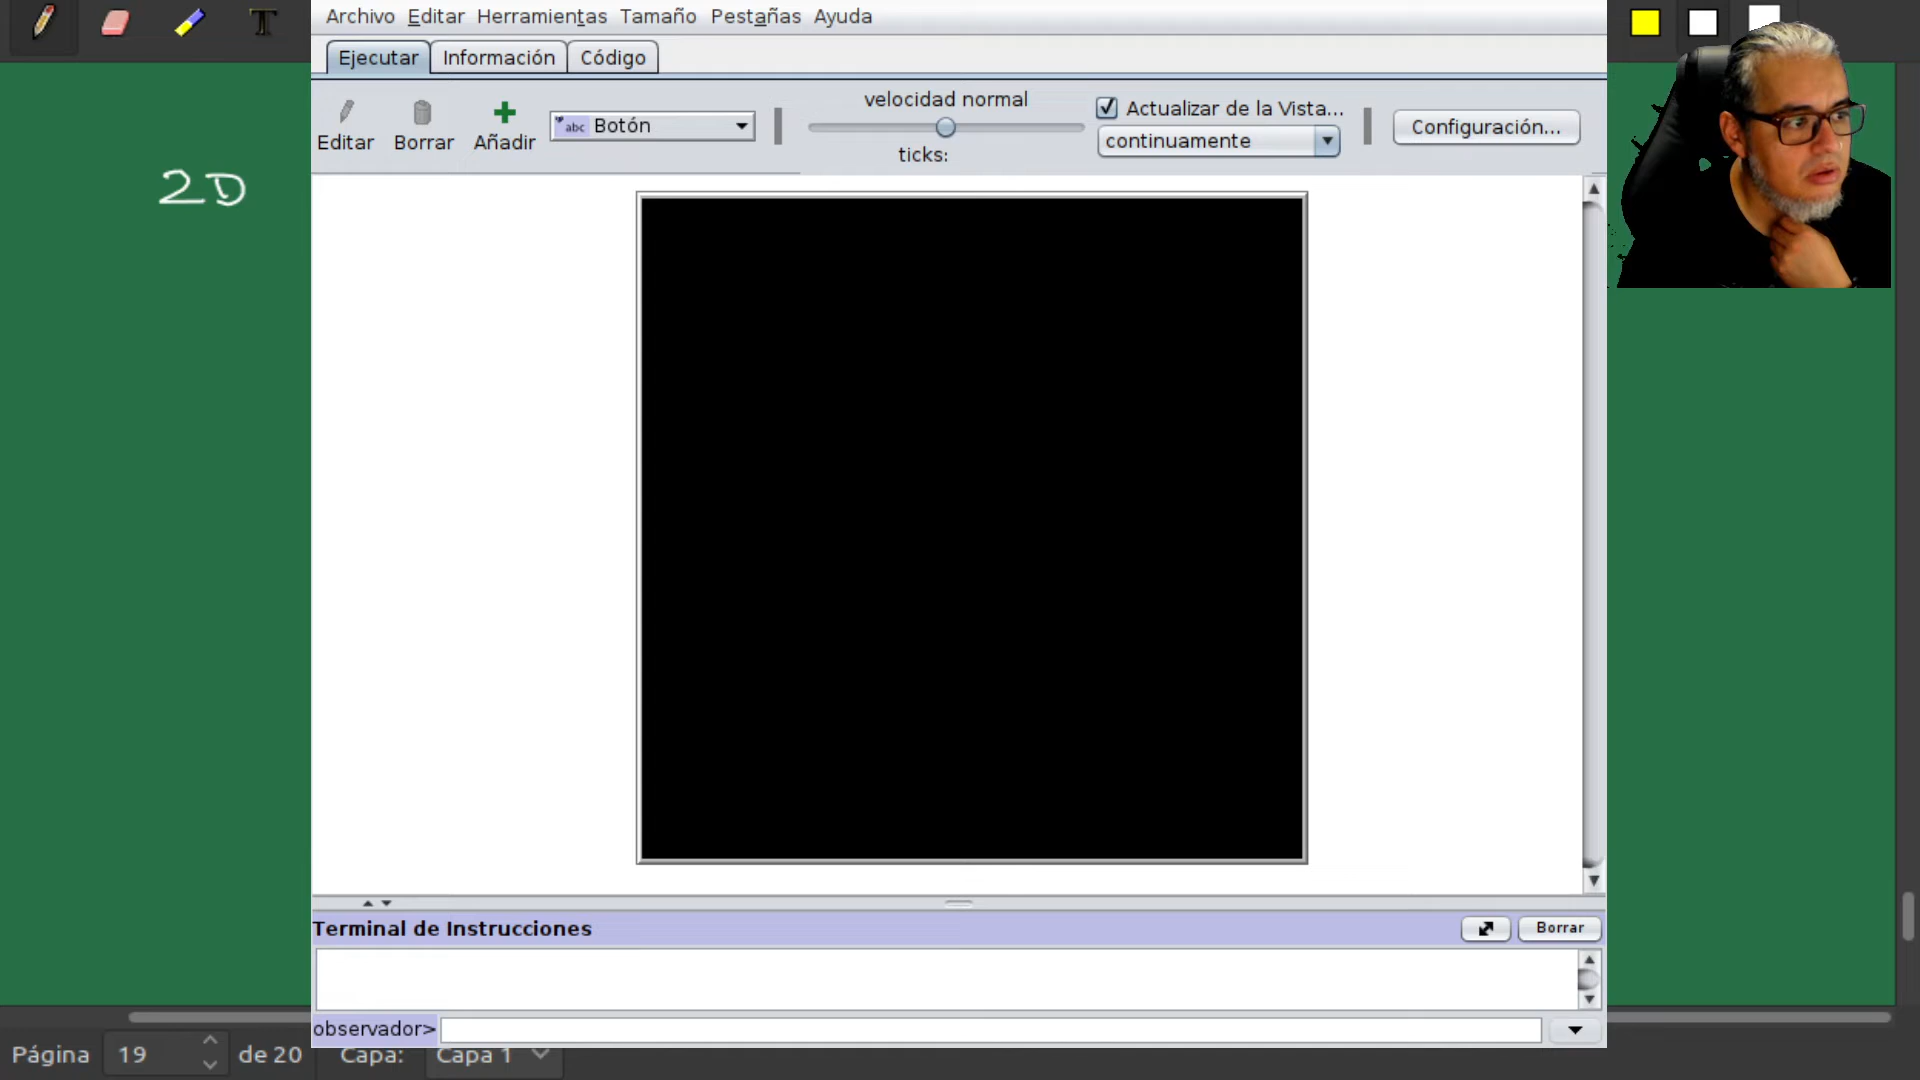 Archivo Editar Herramientas Tamaño Pestañas Ayuda
Ejecutar Información Código
T
velocidad normal
Actualizar de la Vista...
abc Botón
continuamente
Configuración...
Editar Borrar Añadir
ticks:
2D
Terminal de Instrucciones
Borrar
observador>
Página 19 de 20 Capa: Capa 1